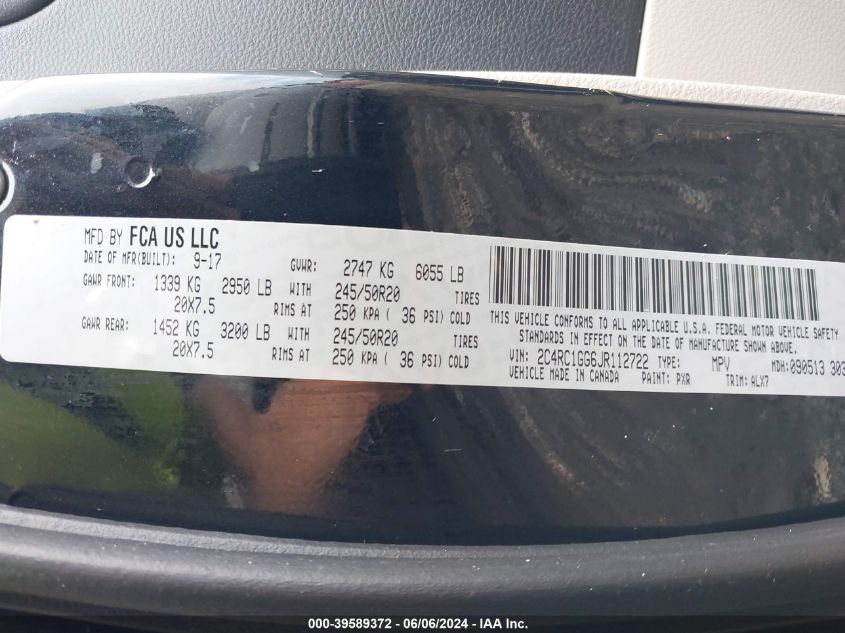 MFD BY FCA US LLC
DATE OF MFR(BUILT): 9-17 GVWR: 2747 KG 6055 LB
GAWR FRONT: 1339 KG 2950 LB WITH 245/50R20 TIRES
20X7.5 RIMS AT 250 KPA ( 36 PSI) COLD
GAWR REAR: 1452 KG 3200 LB WITH 245/50R20 TIRES
20X7.5 RIMS AT 250 KPA ( 36 PSI) COLD
THIS VEHICLE CONFORMS TO ALL APPLICABLE U.S.A. FEDERAL MOTOR VEHICLE SAFETY
STANDARDS IN EFFECT ON THE DATE OF MANUFACTURE SHOWN ABOVE.
VIN: 2C4RC1GG6JR112722 TYPE: MPV MDH:090513 303
VEHICLE MADE IN CANADA PAINT: PXR TRIM: ALX7
000-39589372 - 06/06/2024 - IAA Inc.